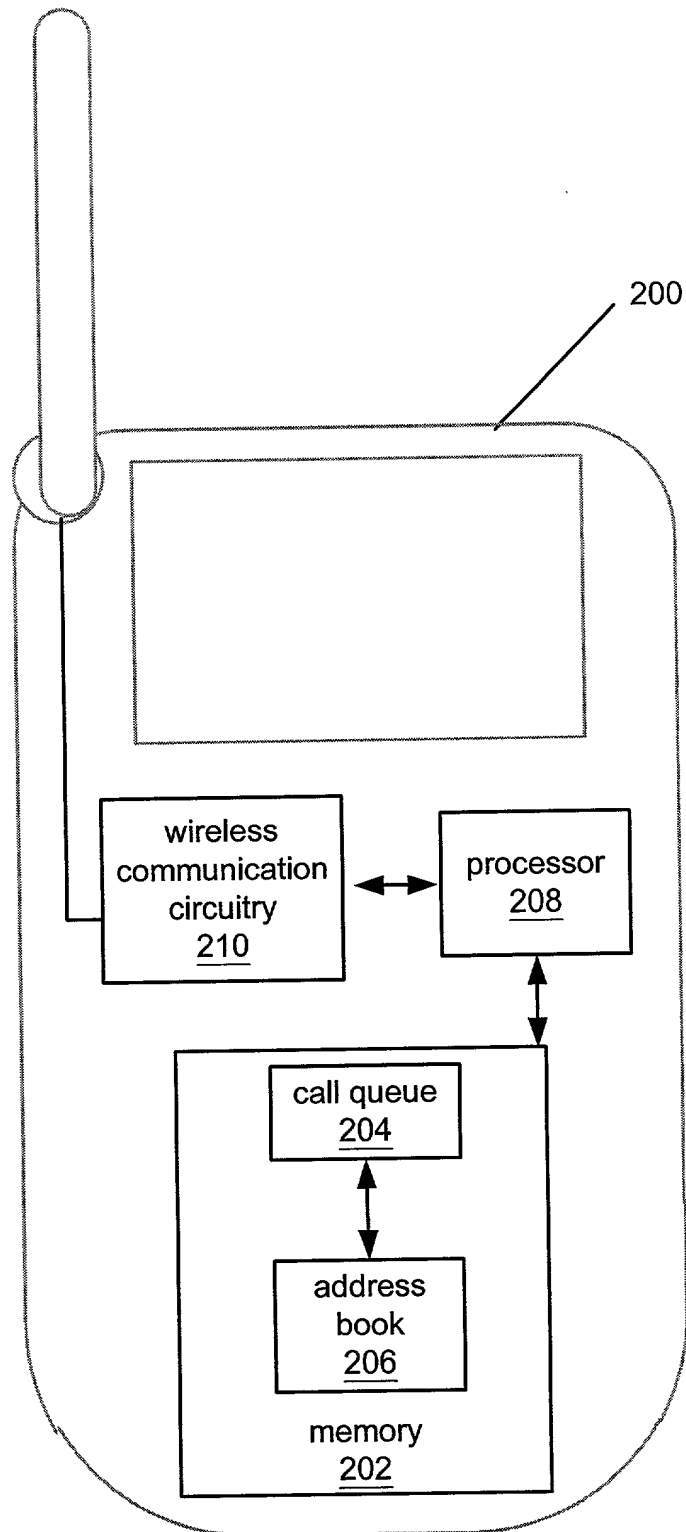 200
wireless
communication
circuitry
210
processor
208
call queue
204
address
book
206
memory
202